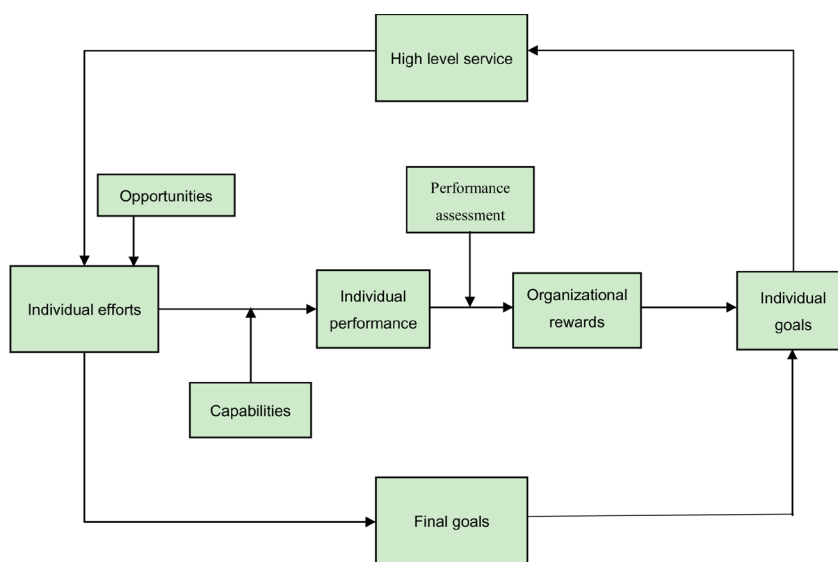 High level service
Opportunities
Performance
assessment
Individual efforts
Individual
performance
Organizational
rewards
Individual
goals
Capabilities
Final goals